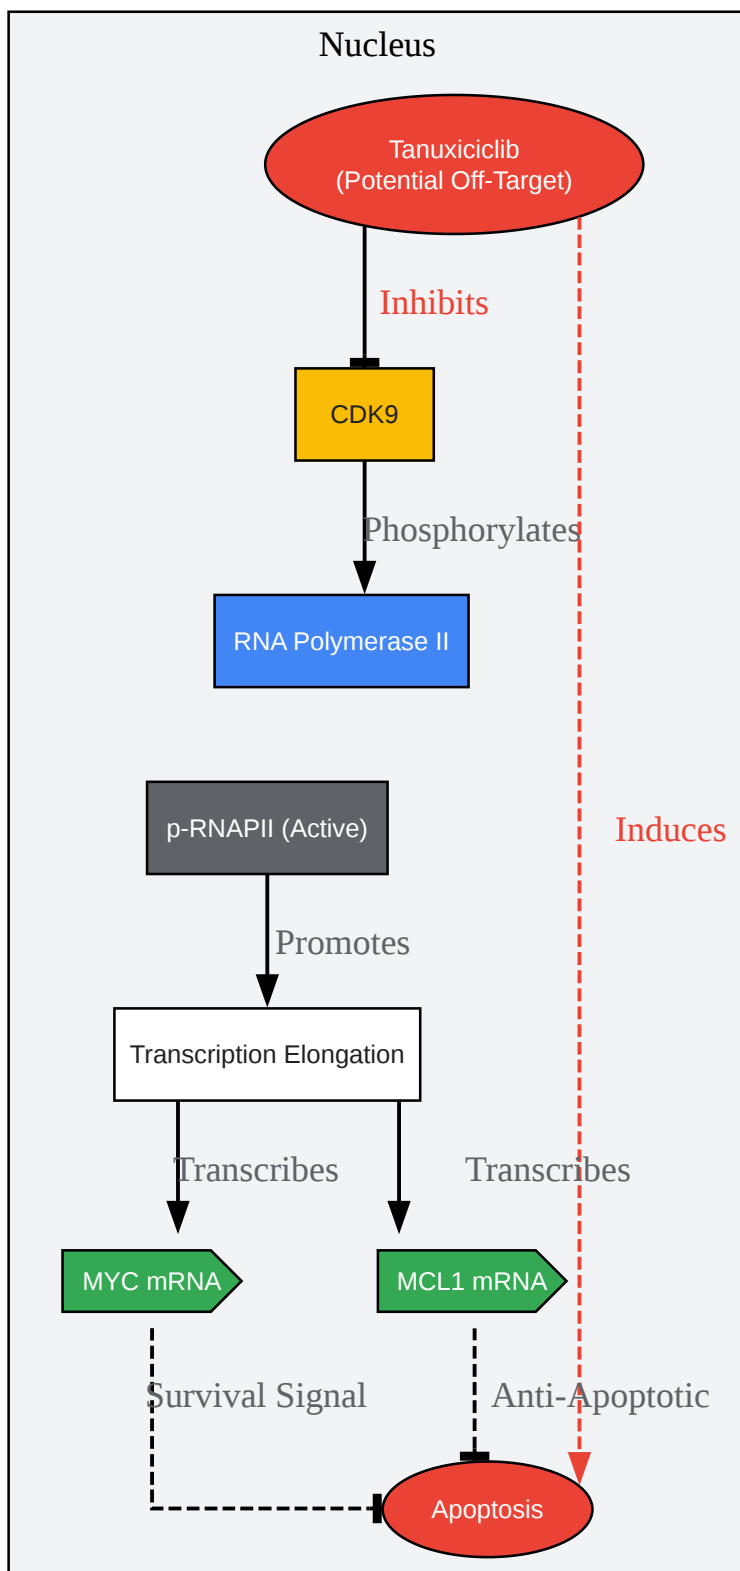 Nucleus
Tanuxiciclib
(Potential Off-Target)
Inhibits
CDK9
Phosphorylates
RNA Polymerase II
p-RNAPII (Active)
Induces
Promotes
Transcription Elongation
Transcribes
Transcribes
MYC mRNA
MCL1 mRNA
Survival Signal
Anti-Apoptotic
Apoptosis